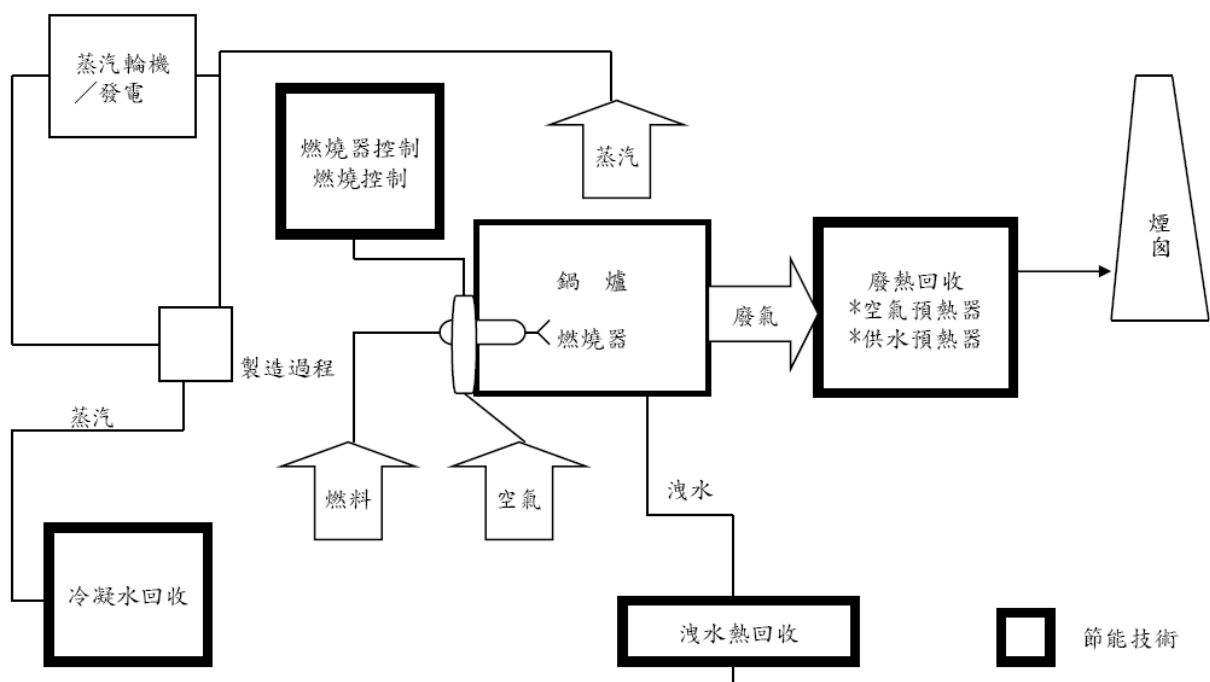 蒸汽輪機
／發電
燃燒器控制
燃燒控制
蒸汽
煙
囪
鍋 爐
燃燒器
廢氣
廢熱回收
*空氣預熱器
*供水預熱器
製造過程
蒸汽
燃料
空氣
洩水
冷凝水回收
洩水熱回收
節能技術